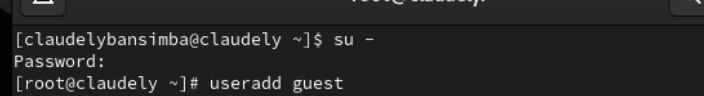 [claudelybansimba@claudely ~]$ su -
Password:
[root@claudely ~]# useradd guest